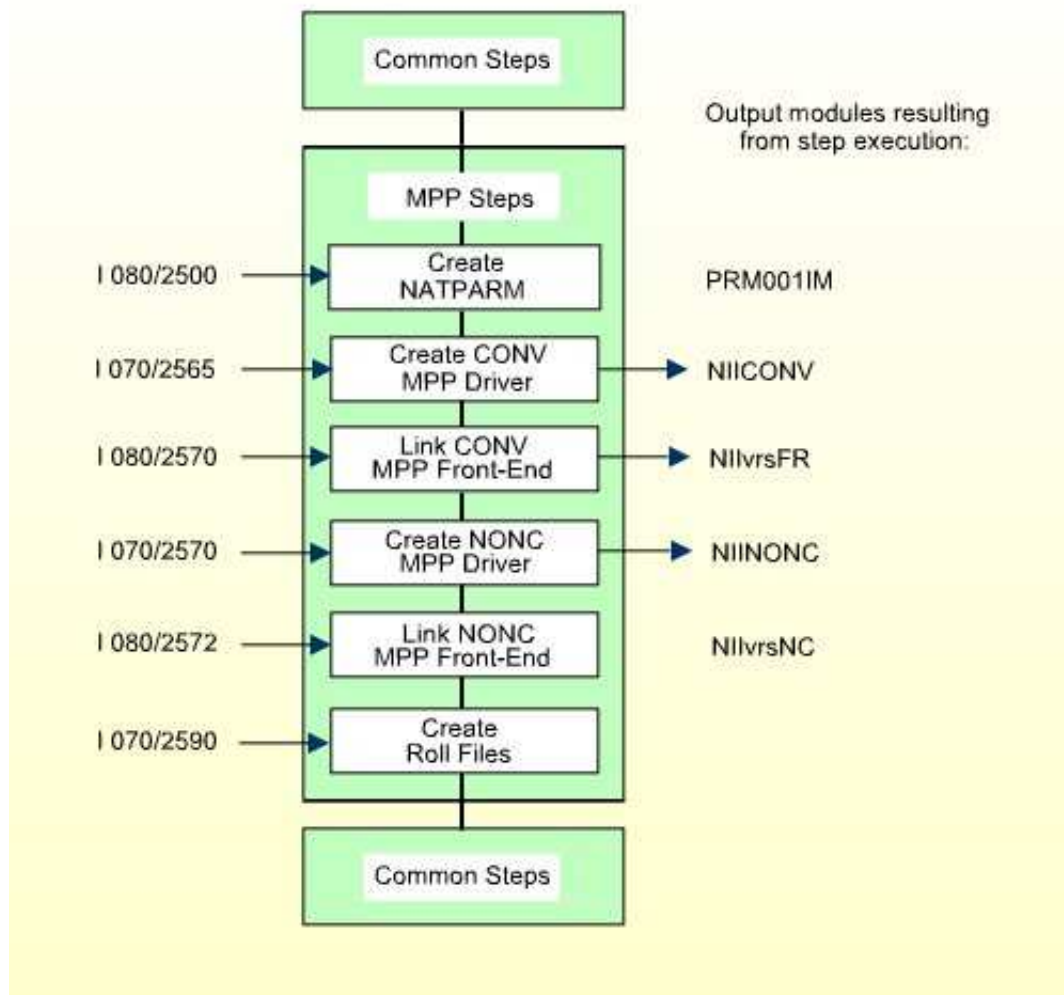 Common Steps
Output modules resulting
from step execution:
MPP Steps
I 080/2500
Create
NATPARM
PRM001IM
I 070/2565
Create CONV
MPP Driver
NIICONV
I 080/2570
Link CONV
MPP Front-End
NIIvrsFR
I 070/2570
Create NONC
MPP Driver
NIINONC
I 080/2572
Link NONC
MPP Front-End
NIIvrsNC
I 070/2590
Create
Roll Files
Common Steps